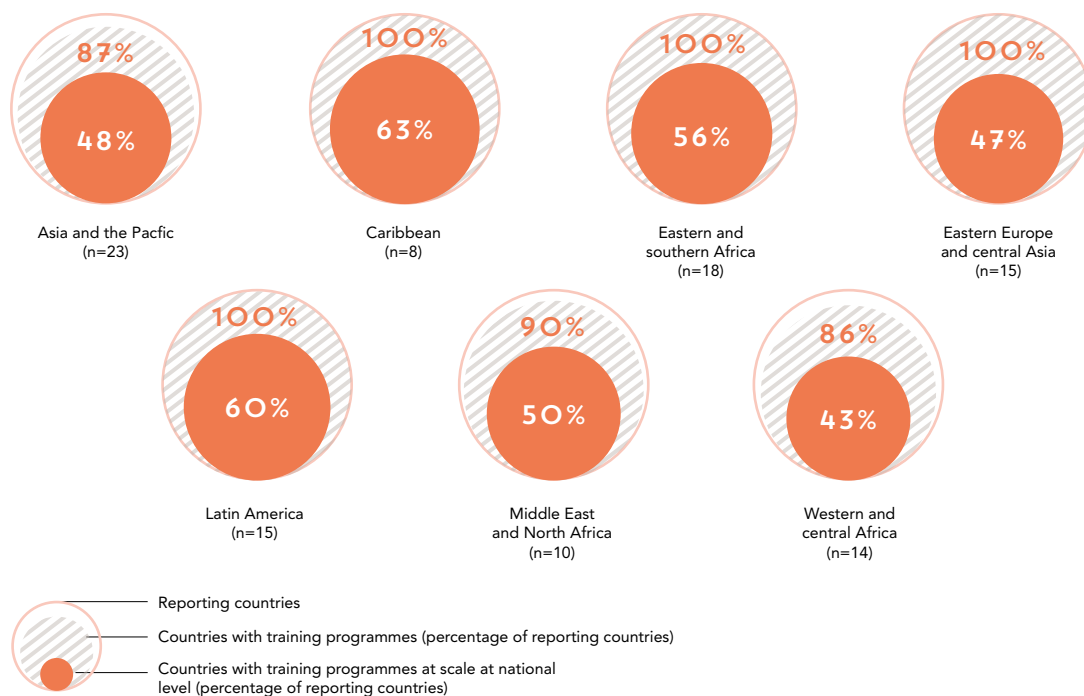 87%
48%
Asia and the Pacfic
(n=23)
100%
63%
Caribbean
(n=8)
100%
56%
Eastern and
southern Africa
(n=18)
100%
47%
Eastern Europe
and central Asia
(n=15)
100%
60%
Latin America
(n=15)
90%
50%
Middle East
and North Africa
(n=10)
86%
43%
Western and
central Africa
(n=14)
Reporting countries
Countries with training programmes (percentage of reporting countries)
Countries with training programmes at scale at national
level (percentage of reporting countries)